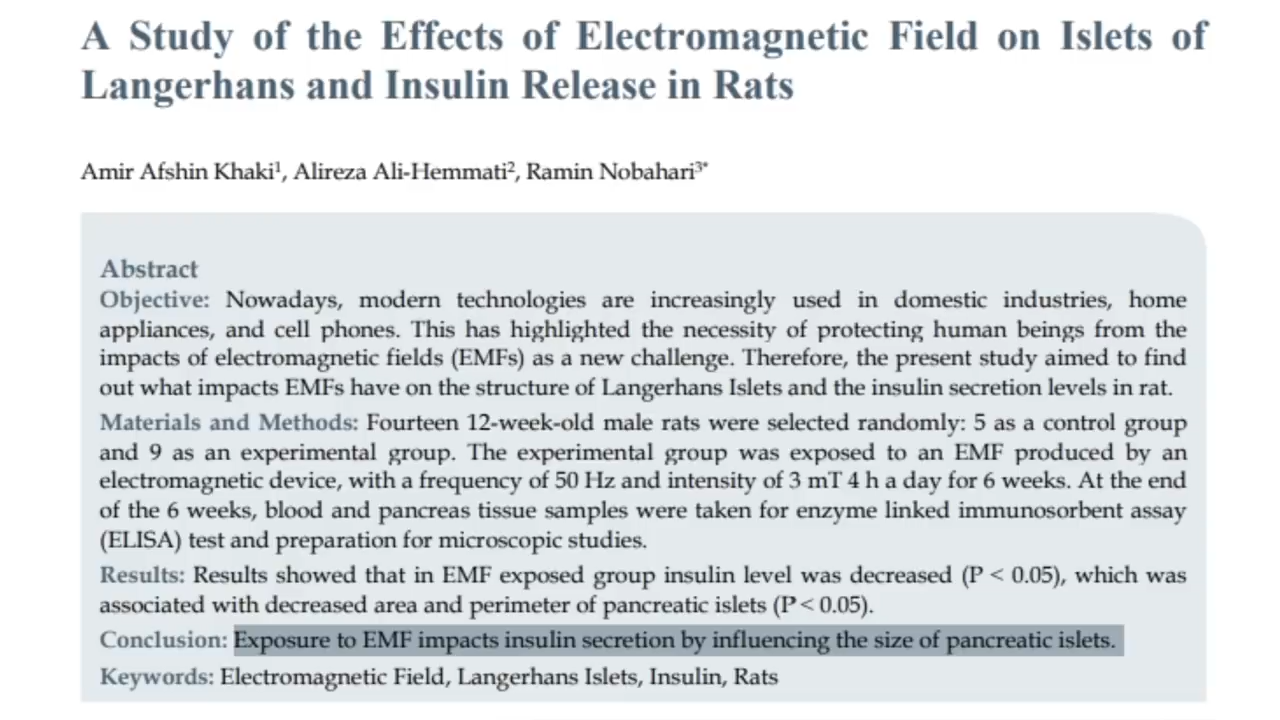 A Study of the Effects of Electromagnetic Field on Islets of
Langerhans and Insulin Release in Rats
Amir Afshin Khaki¹, Alireza Ali-Hemmati², Ramin Nobahari³*
Abstract
Objective: Nowadays, modern technologies are increasingly used in domestic industries, home
appliances, and cell phones. This has highlighted the necessity of protecting human beings from the
impacts of electromagnetic fields (EMFs) as a new challenge. Therefore, the present study aimed to find
out what impacts EMFs have on the structure of Langerhans Islets and the insulin secretion levels in rat.
Materials and Methods: Fourteen 12-week-old male rats were selected randomly: 5 as a control group
and 9 as an experimental group. The experimental group was exposed to an EMF produced by an
electromagnetic device, with a frequency of 50 Hz and intensity of 3 mT 4 h a day for 6 weeks. At the end
of the 6 weeks, blood and pancreas tissue samples were taken for enzyme linked immunosorbent assay
(ELISA) test and preparation for microscopic studies.
Results: Results showed that in EMF exposed group insulin level was decreased (P < 0.05), which was
associated with decreased area and perimeter of pancreatic islets (P < 0.05).
Conclusion: Exposure to EMF impacts insulin secretion by influencing the size of pancreatic islets.
Keywords: Electromagnetic Field, Langerhans Islets, Insulin, Rats